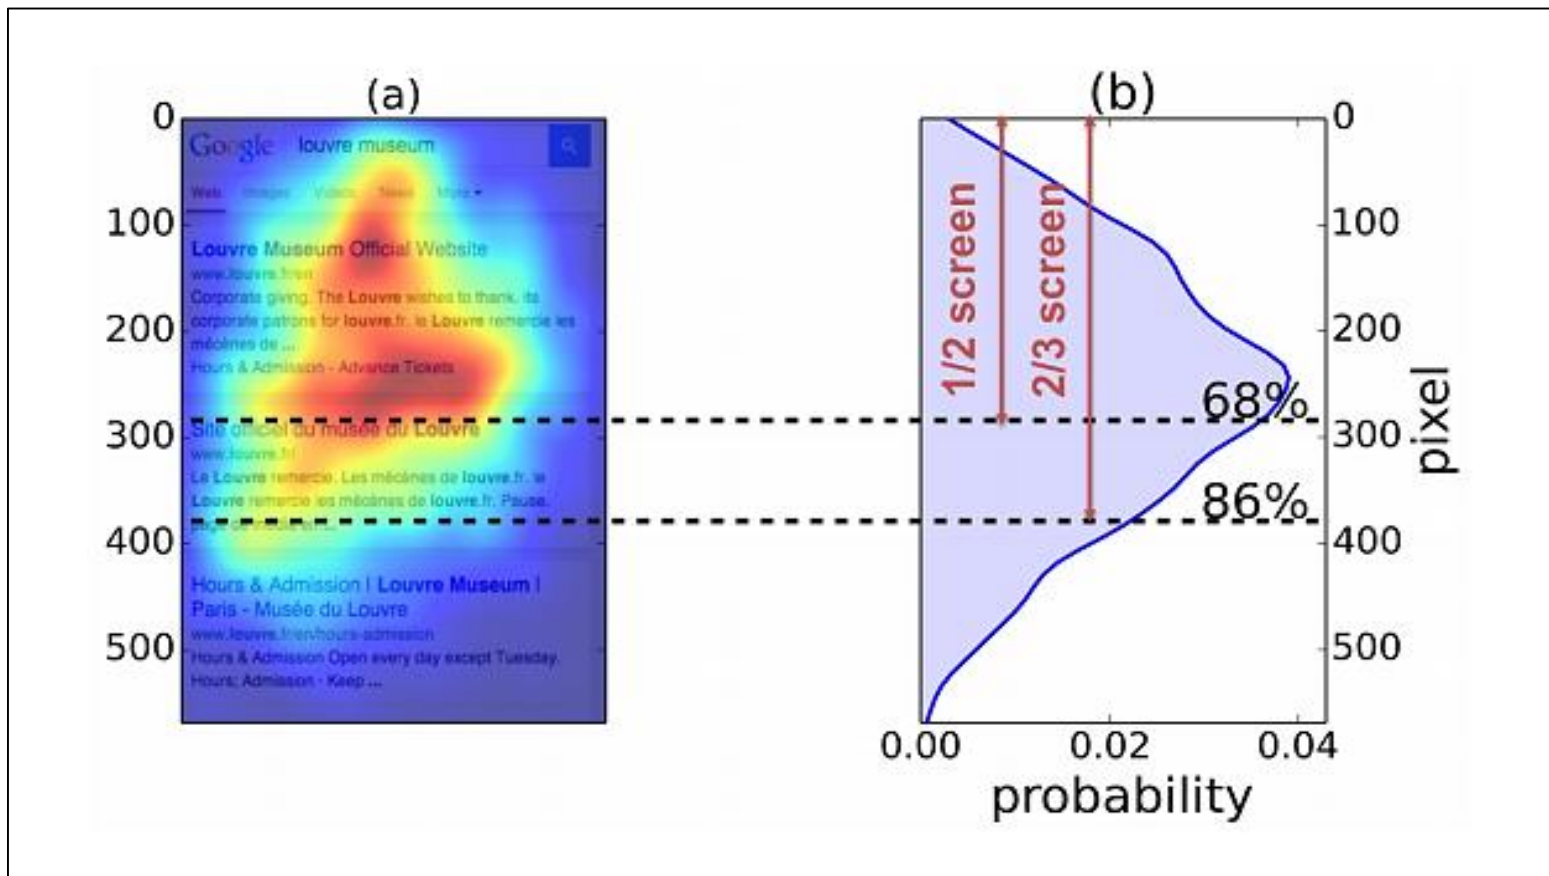 (a)
0
100
200
300
400
500
Google louvre museum
Web Images Videos News More
Louvre Museum Official Website
www.louvre.fr/en
Corporate giving. The Louvre wishes to thank, its
corporate patrons for louvre.fr. le Louvre remercie les
mécènes de ...
Hours & Admission - Advance Tickets
Site officiel du musée du Louvre
www.louvre.fr/
Le Louvre remercie. Les mécènes de louvre.fr. le
Louvre remercie les mécènes de louvre.fr. Pause.
Hours & Admission | Louvre Museum |
Paris - Musée du Louvre
www.louvre.fr/en/hours-admission
Hours & Admission Open every day except Tuesday.
Hours; Admission - Keep ...
(b)
1/2 screen
2/3 screen
68%
86%
0
100
200
300
400
500
pixel
0.00 0.02 0.04
probability